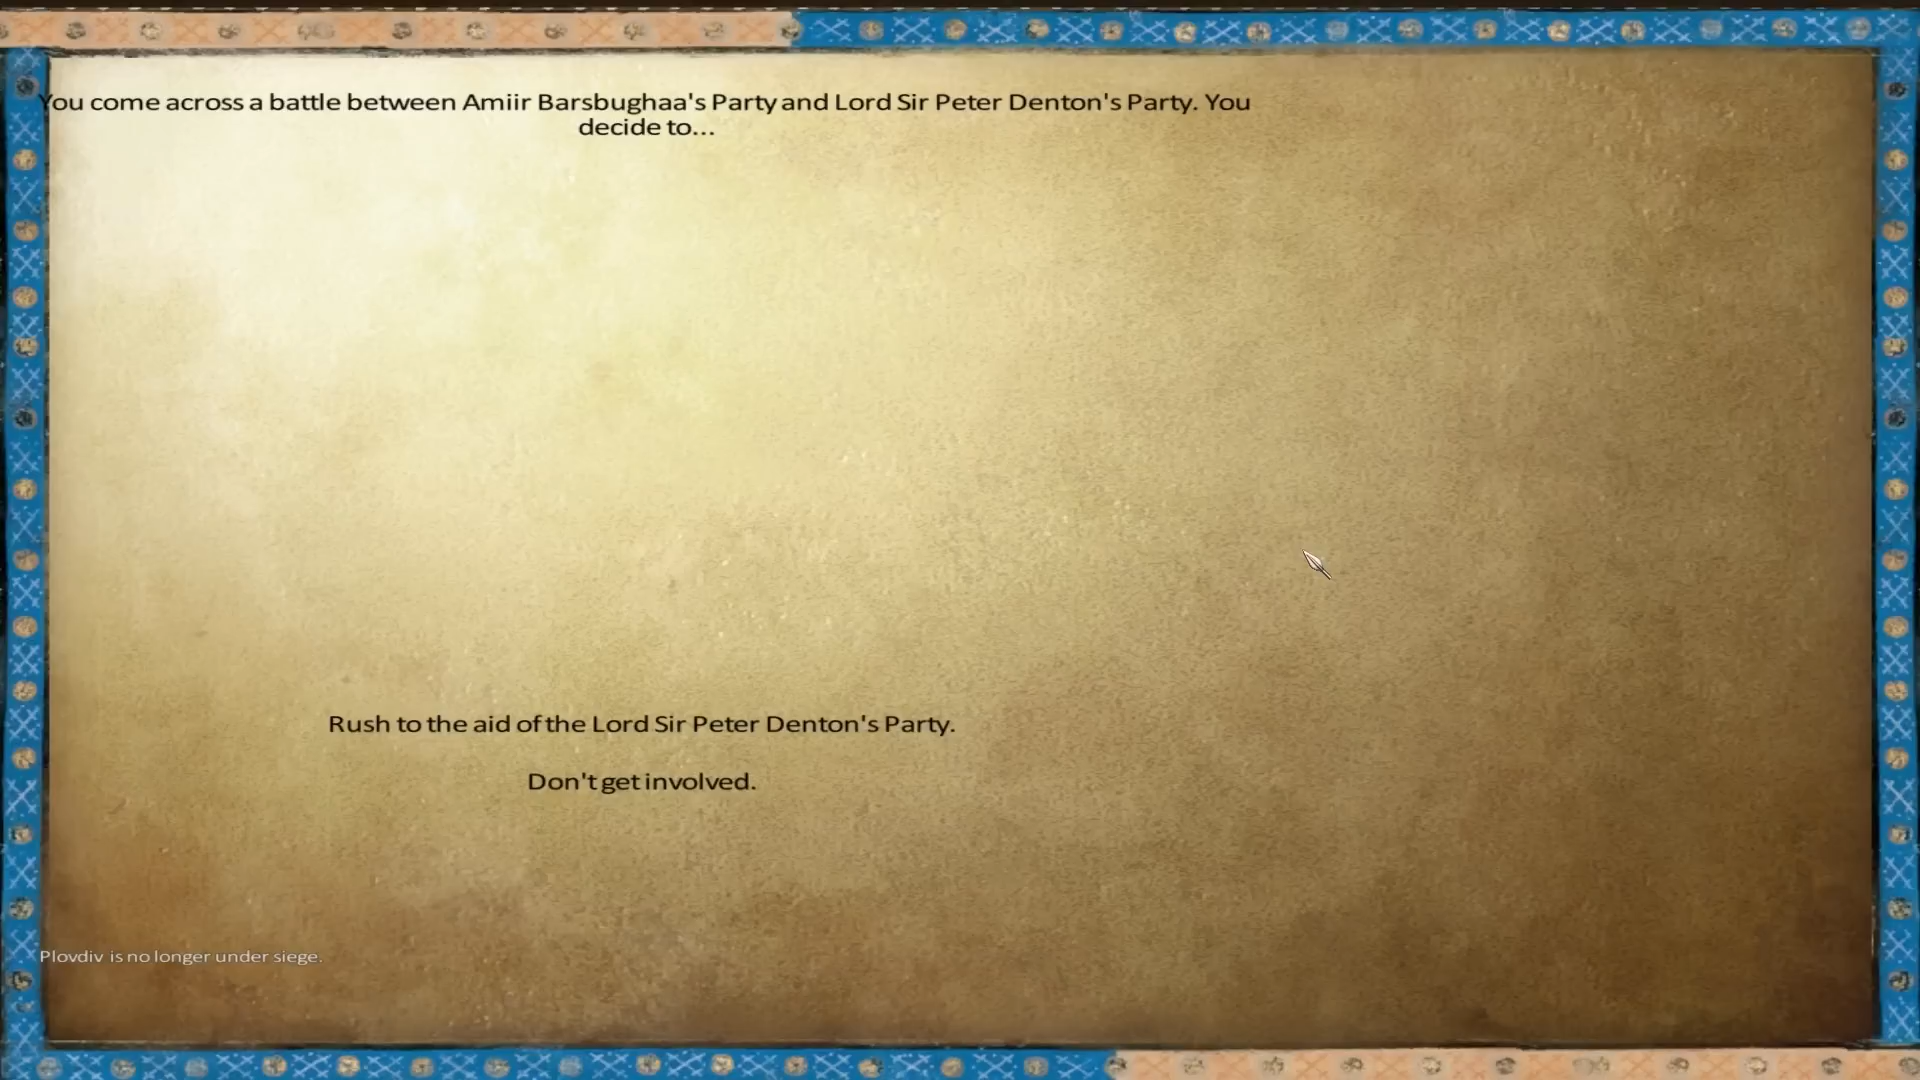 You come across a battle between Amiir Barsbughaa's Party and Lord Sir Peter Denton's Party. You
decide to...
Rush to the aid of the Lord Sir Peter Denton's Party.
Don't get involved.
Plovdiv is no longer under siege.